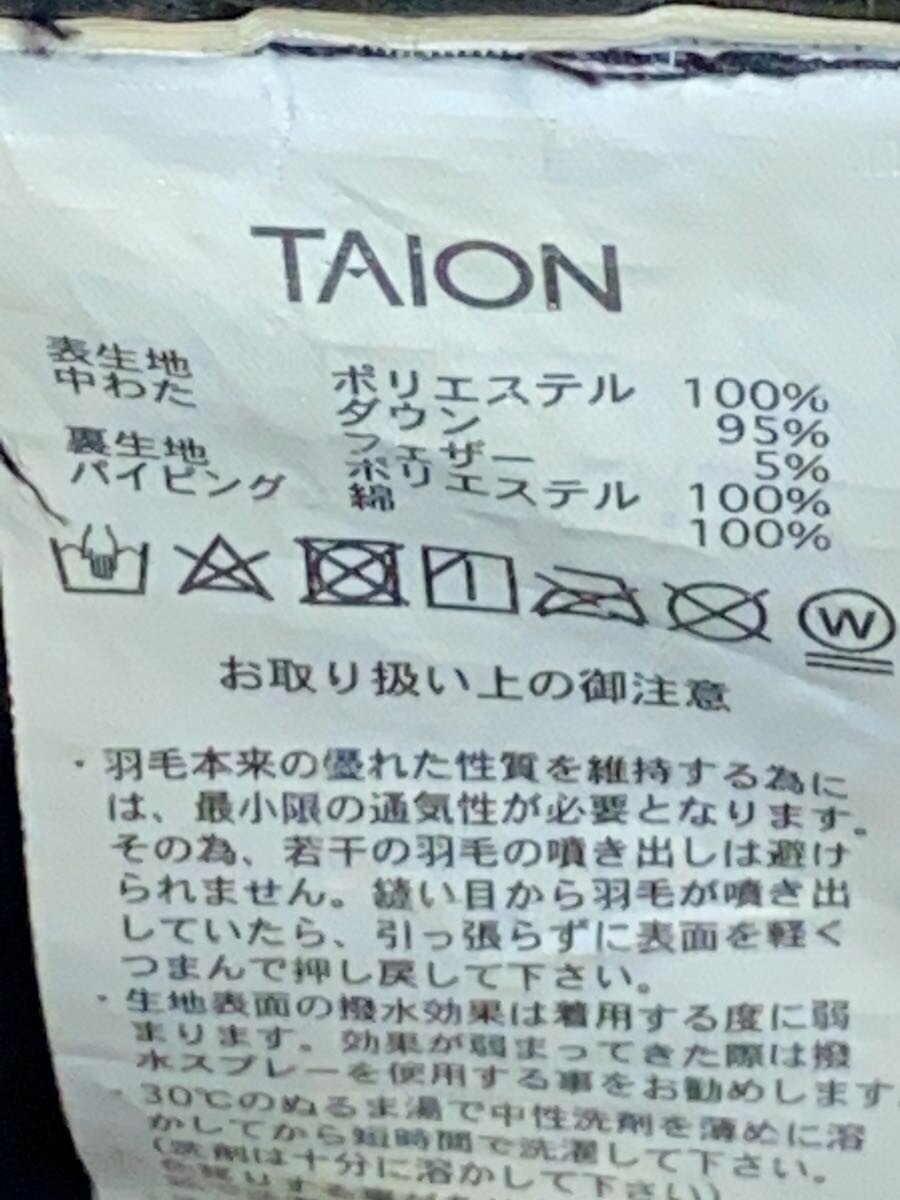 TAION
表生地 ポリエステル 100%
中わた ダウン 95%
フェザー 5%
裏生地 ポリエステル 100%
パイピング 綿 100%
W
お取り扱い上の御注意
・羽毛本来の優れた性質を維持する為に
は、最小限の通気性が必要となります。
その為、若干の羽毛の噴き出しは避け
られません。縫い目から羽毛が噴き出
していたら、引っ張らずに表面を軽く
つまんで押し戻して下さい。
・生地表面の撥水効果は着用する度に弱
まります。効果が弱まってきた際は撥
水スプレーを使用する事をお勧めします
・30℃のぬるま湯で中性洗剤を薄めに溶
かしてから短時間で洗濯して下さい。
(洗剤は十分に溶かして下さい)